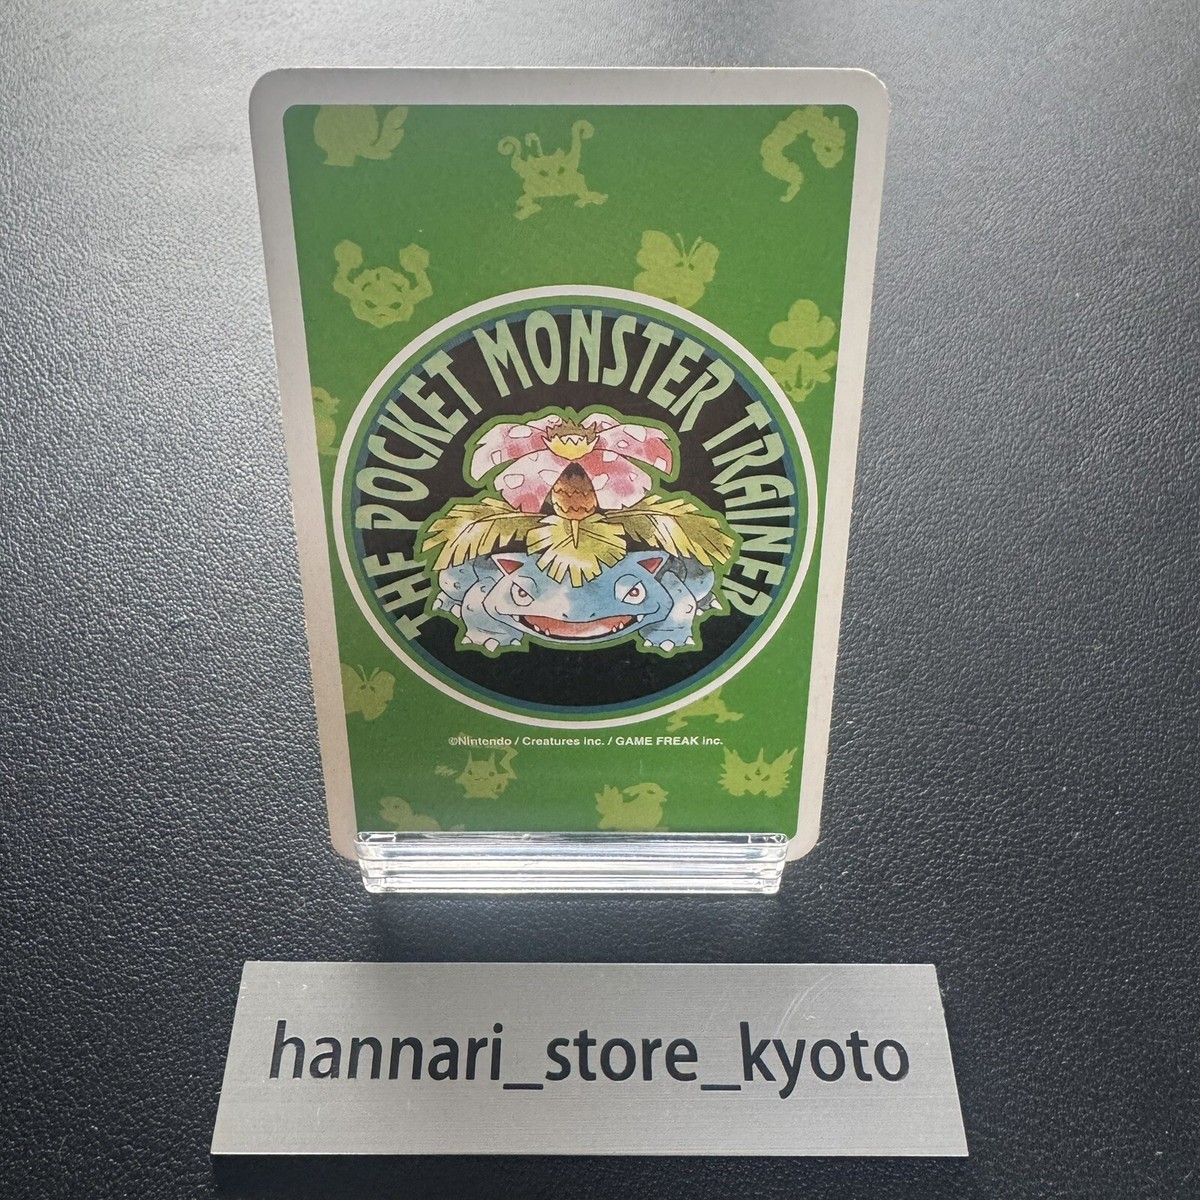 THE POCKET MONSTER TRAINER
©Nintendo / Creatures inc. / GAME FREAK inc.
hannari_store_kyoto